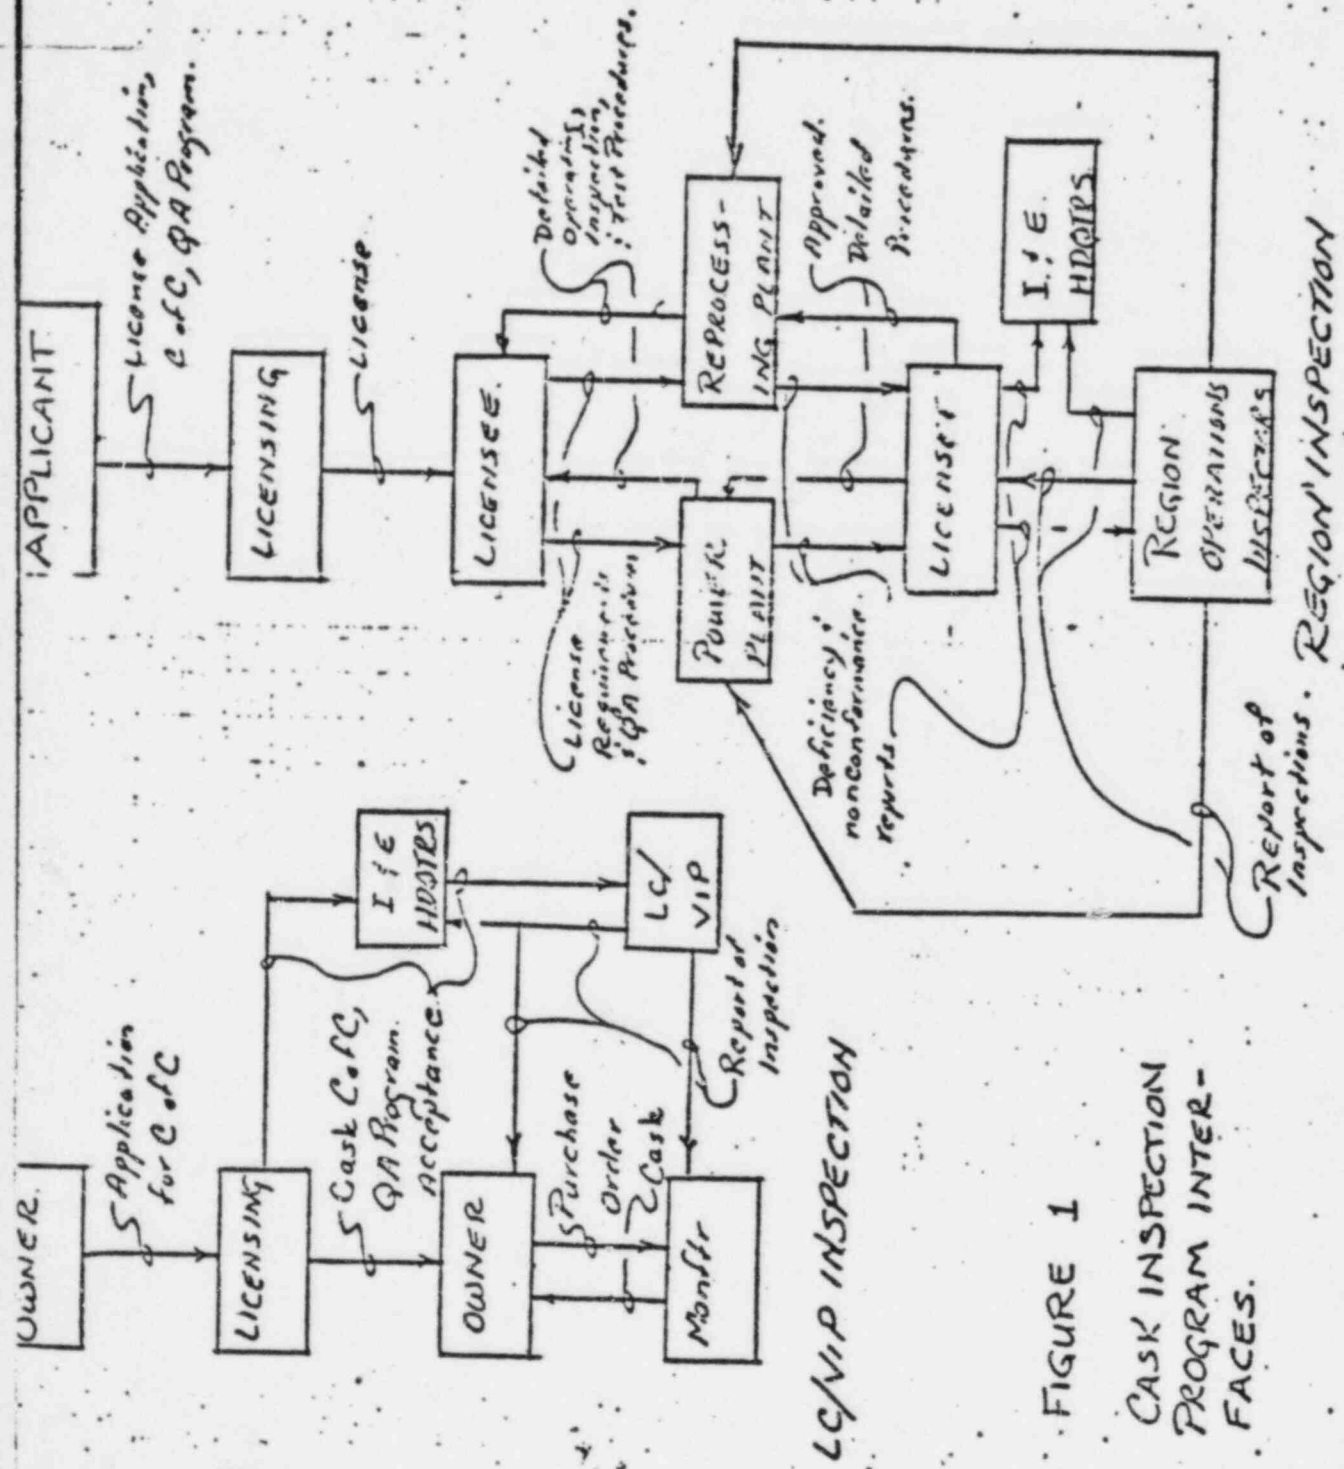 OWNER
Application
for C of C
LICENSING
Cask C of C,
QA Program
acceptance
I & E
HDQTRS
OWNER
Purchase
Order
Cask
LC/
VIP
Report of
Inspection
Manftr
LC/VIP INSPECTION
FIGURE 1
CASK INSPECTION
PROGRAM INTER-
FACES.
APPLICANT
License Application,
C of C, QA Program.
LICENSING
License
LICENSEE
License
Requirements
& QA Program
Detailed
Operating,
Inspection,
& Test Procedures.
POWER
PLANT
REPROCESS-
ING PLANT
Deficiency &
nonconformance
reports
Approved
Detailed
Procedures.
LICENSEE
I & E
HDQTRS
REGION
OPERATIONS
Report of
Inspections.
REGION INSPECTION